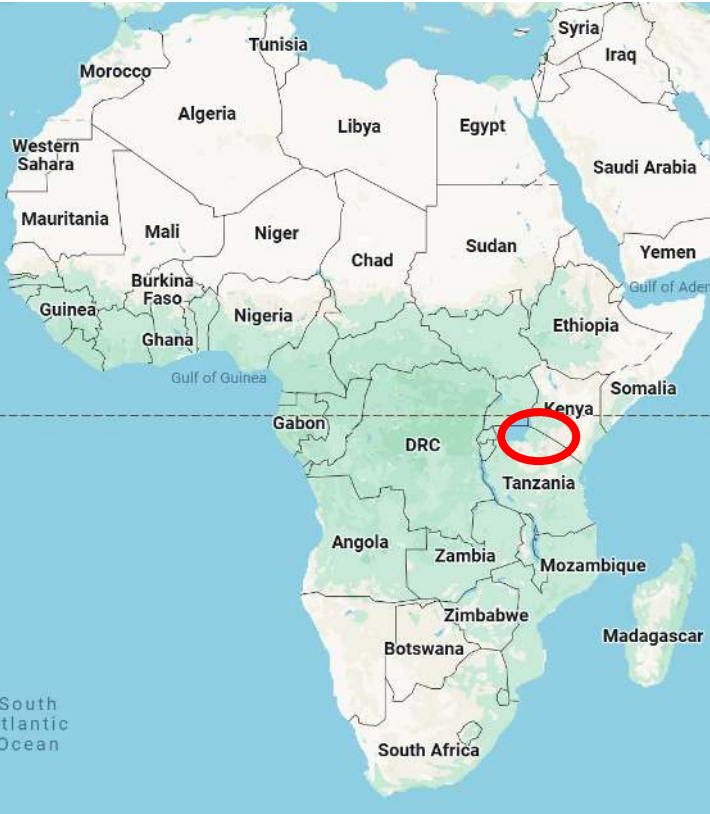 Syria
Tunisia
Iraq
Morocco
Algeria
Libya
Egypt
Western
Sahara
Saudi Arabia
Mauritania
Mali
Niger
Chad
Sudan
Yemen
Burkina
Faso
Gulf of Aden
Guinea
Nigeria
Ethiopia
Ghana
Gulf of Guinea
Somalia
Kenya
Gabon
DRC
Tanzania
Angola
Zambia
Mozambique
Zimbabwe
Madagascar
Botswana
South
tlantic
Ocean
South Africa